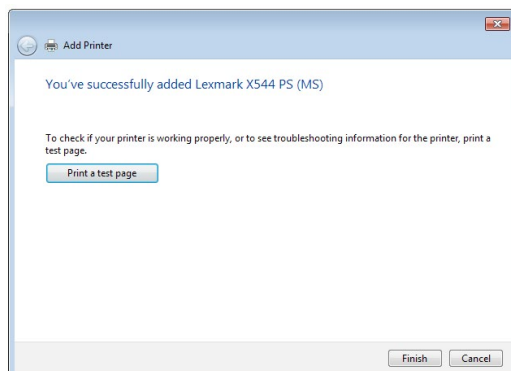 Add Printer
You've successfully added Lexmark X544 PS (MS)
To check if your printer is working properly, or to see troubleshooting information for the printer, print a
test page.
Print a test page
Finish Cancel